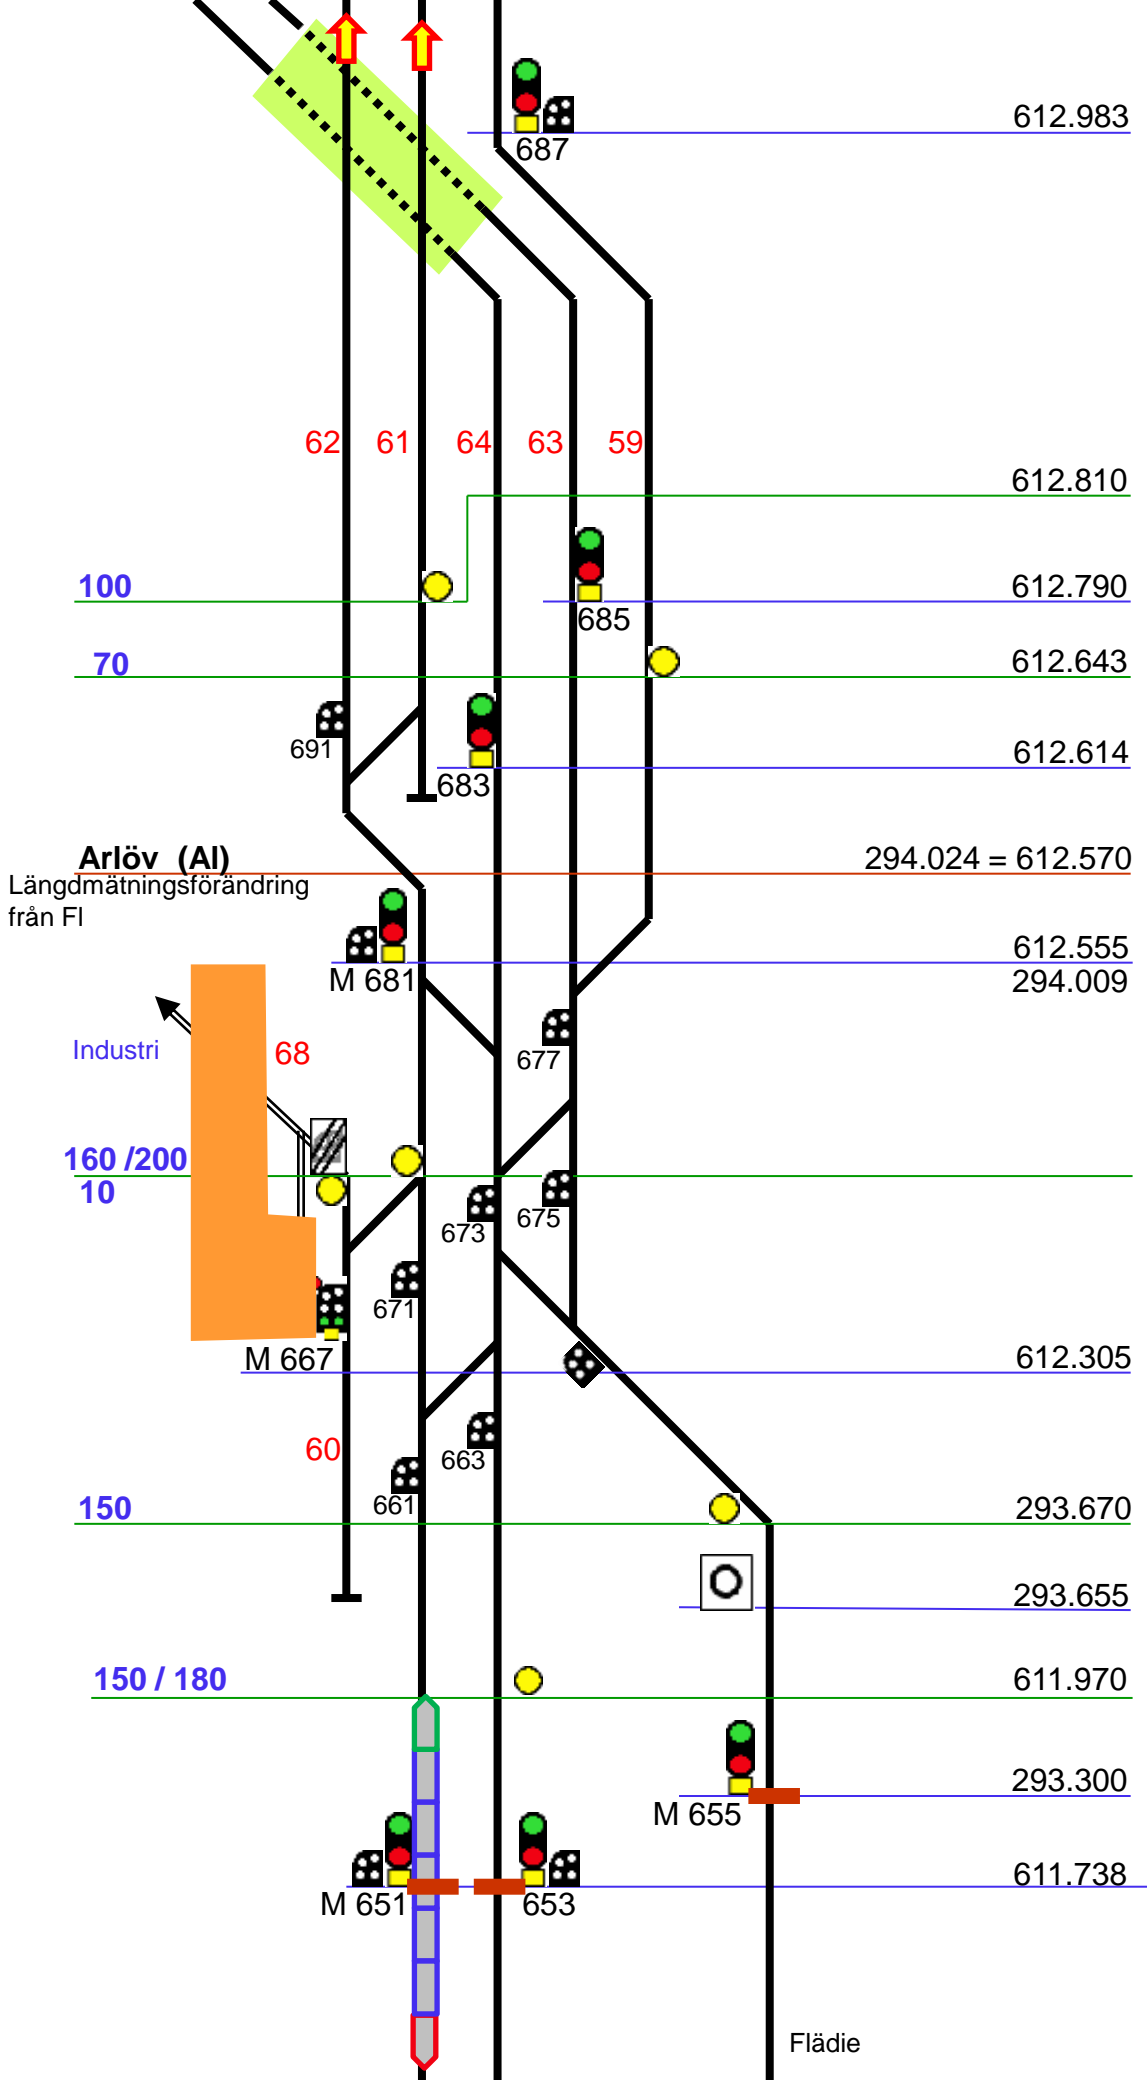 612.983
687
62 61 64 63 59
612.810
100
612.790
685
70
612.643
691
612.614
683
Arlöv (Al)
294.024 = 612.570
Längdmätningsförändring
från Fl
612.555
M 681
294.009
Industri
68
677
160 /200
10
673
675
671
M 667
612.305
60
663
661
150
293.670
293.655
150 / 180
611.970
293.300
M 655
611.738
M 651
653
Flädie